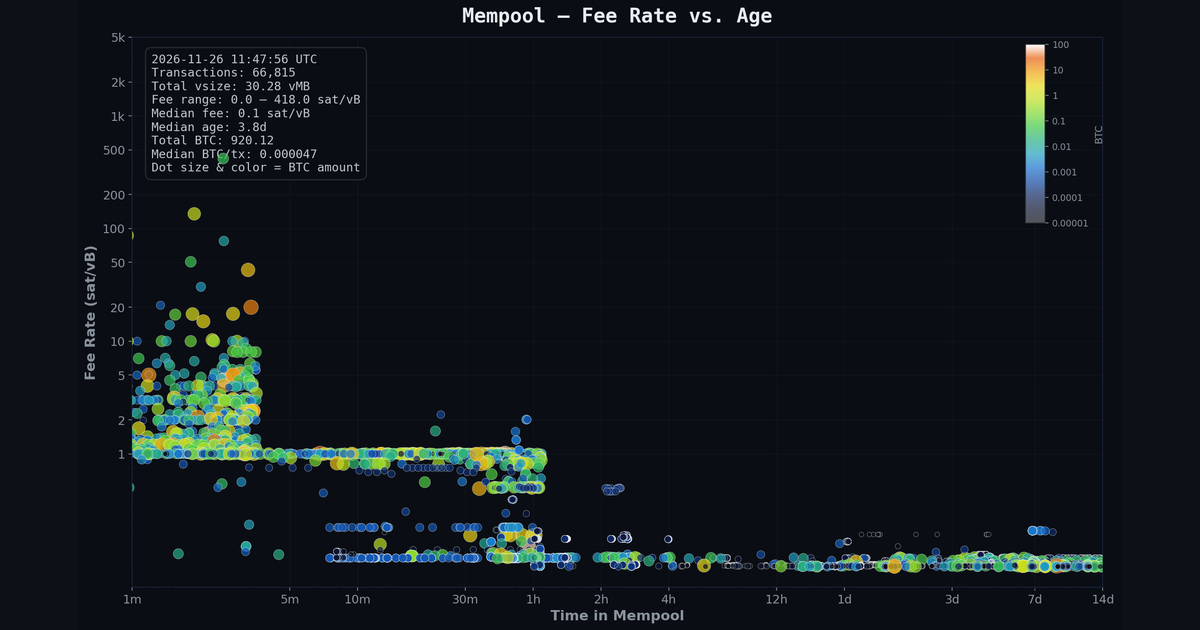 Mempool — Fee Rate vs. Age
2026-11-26 11:47:56 UTC
Transactions: 66,815
Total vsize: 30.28 vMB
Fee range: 0.0 — 418.0 sat/vB
Median fee: 0.1 sat/vB
Median age: 3.8d
Total BTC: 920.12
Median BTC/tx: 0.000047
Dot size & color = BTC amount
5k
2k
1k
500
200
100
50
20
10
5
2
1
Fee Rate (sat/vB)
100
10
1
0.1
0.01
0.001
0.0001
0.00001
BTC
1m
5m
10m
30m
1h
2h
4h
12h
1d
3d
7d
14d
Time in Mempool